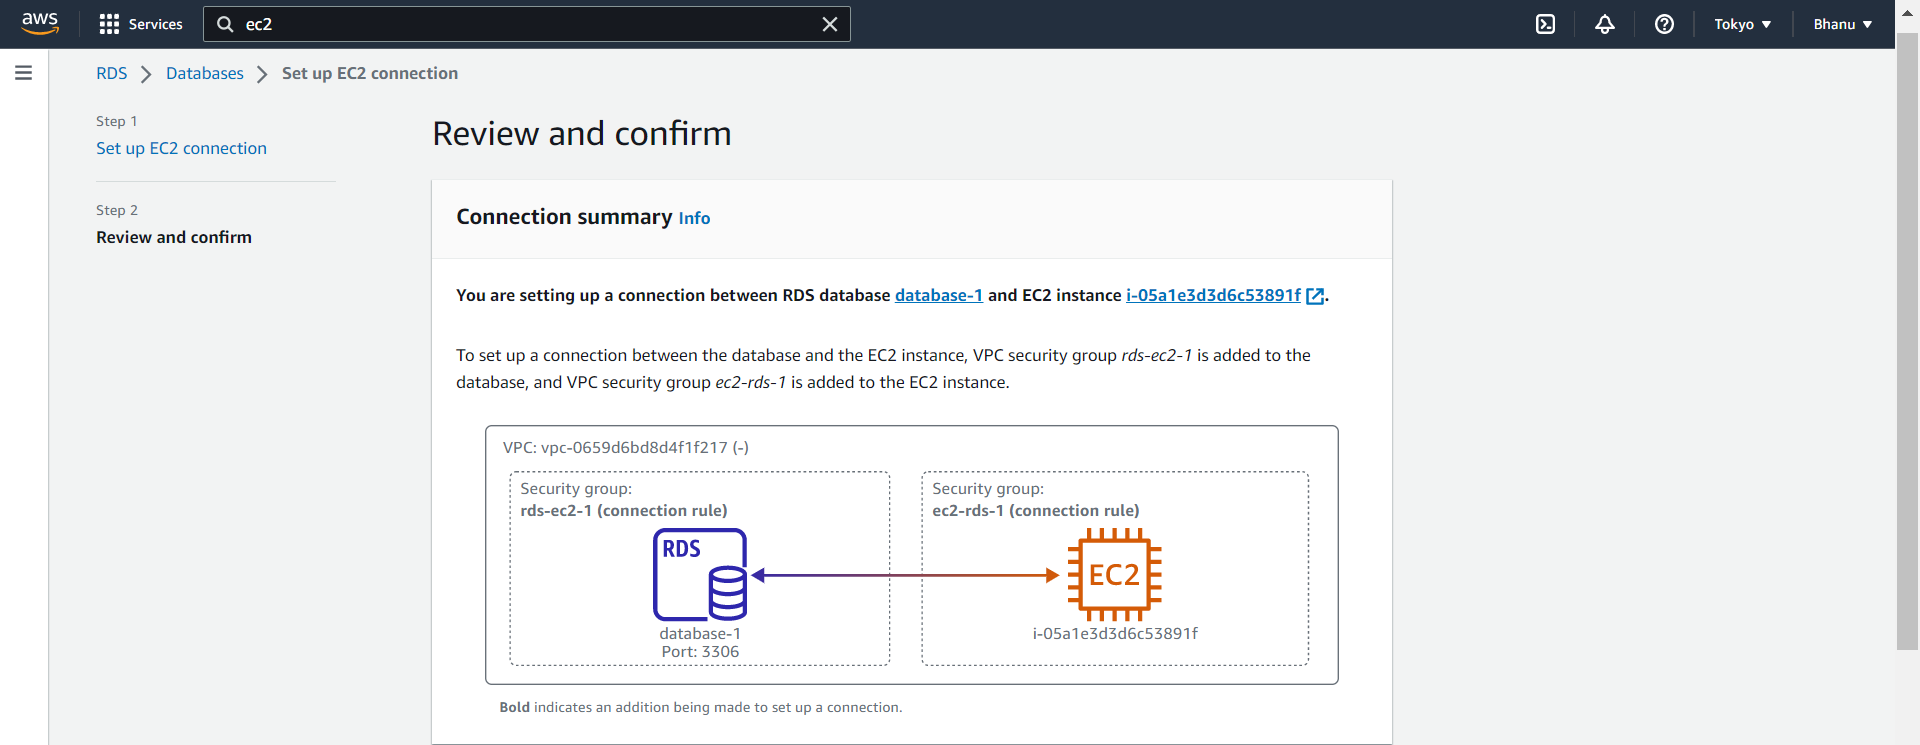 aws
Services
ec2
Tokyo
Bhanu
RDS
Databases
Set up EC2 connection
Step 1
Set up EC2 connection
Step 2
Review and confirm
Review and confirm
Connection summary Info
You are setting up a connection between RDS database database-1 and EC2 instance i-05a1e3d3d6c53891f.
To set up a connection between the database and the EC2 instance, VPC security group rds-ec2-1 is added to the
database, and VPC security group ec2-rds-1 is added to the EC2 instance.
VPC: vpc-0659d6bd8d4f1f217 (-)
Security group:
rds-ec2-1 (connection rule)
RDS
database-1
Port: 3306
Security group:
ec2-rds-1 (connection rule)
EC2
i-05a1e3d3d6c53891f
Bold indicates an addition being made to set up a connection.